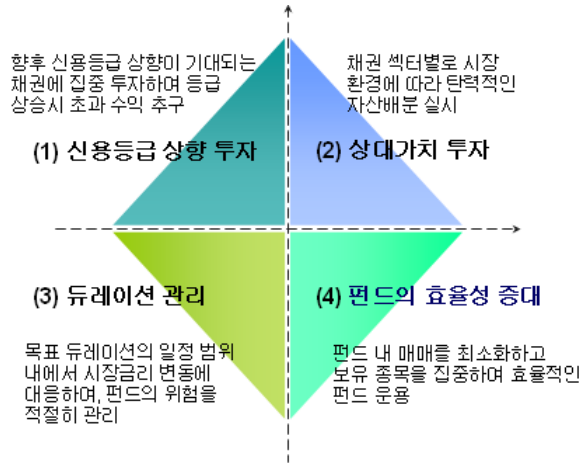 향후 신용등급 상향이 기대되는
채권에 집중 투자하여 등급
상승시 초과 수익 추구
(1) 신용등급 상향 투자
채권 섹터별로 시장
환경에 따라 탄력적인
자산배분 실시
(2) 상대가치 투자
(3) 듀레이션 관리
목표 듀레이션의 일정 범위
내에서 시장금리 변동에
대응하며, 펀드의 위험을
적절히 관리
(4) 펀드의 효율성 증대
펀드 내 매매를 최소화하고
보유 종목을 집중하여 효율적인
펀드 운용